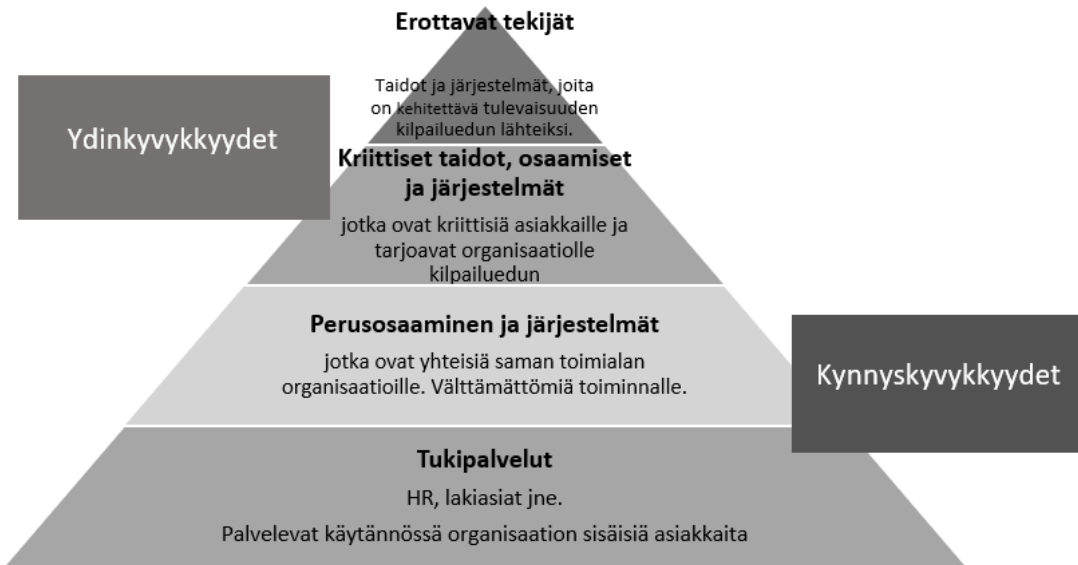 Erottavat tekijät
Taidot ja järjestelmät, joita
on kehitettävä tulevaisuuden
kilpailuedun lähteiksi.
Ydinkyvykkyydet
Kriittiset taidot, osaamiset
ja järjestelmät
jotka ovat kriittisiä asiakkaille ja
tarjoavat organisaatiolle
kilpailuedun
Perusosaaminen ja järjestelmät
jotka ovat yhteisiä saman toimialan
organisaatioille. Välttämättömiä toiminnalle.
Kynnyskyvykkyydet
Tukipalvelut
HR, lakiasiat jne.
Palvelevat käytännössä organisaation sisäisiä asiakkaita